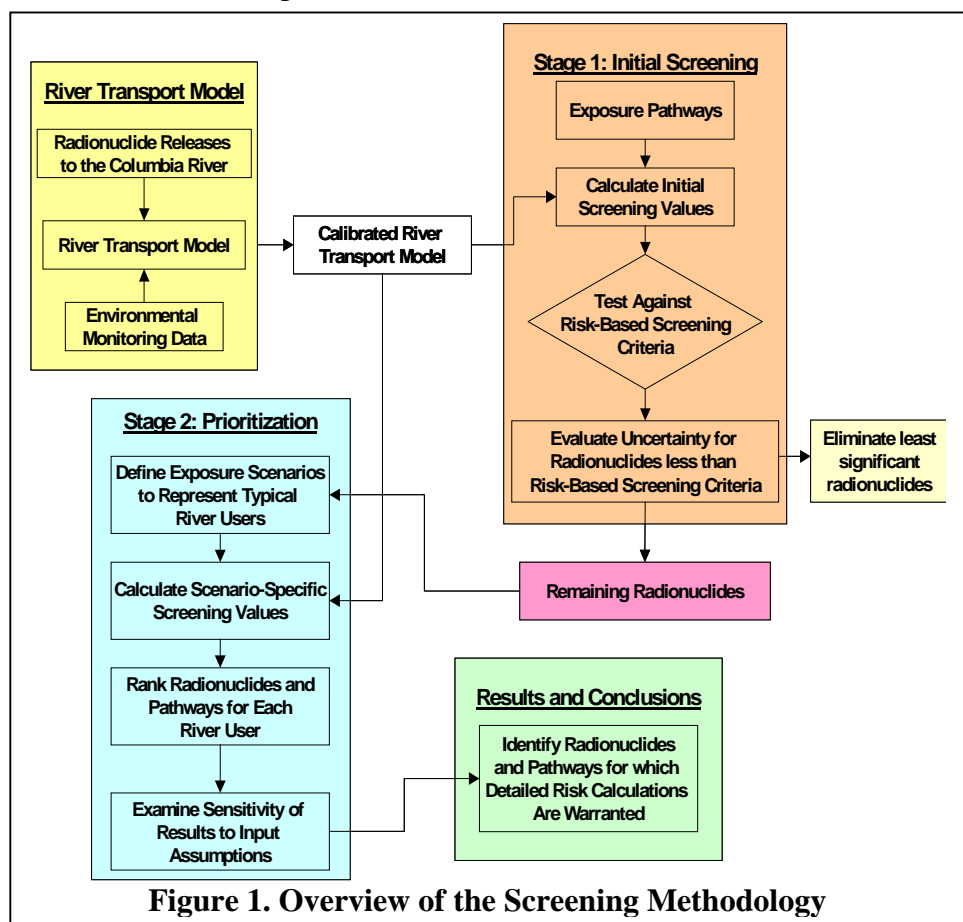 River Transport Model
Radionuclide Releases
to the Columbia River
River Transport Model
Environmental
Monitoring Data
Calibrated River
Transport Model
Stage 1: Initial Screening
Exposure Pathways
Calculate Initial
Screening Values
Test Against
Risk-Based Screening
Criteria
Evaluate Uncertainty for
Radionuclides less than
Risk-Based Screening Criteria
Eliminate least
significant
radionuclides
Remaining Radionuclides
Stage 2: Prioritization
Define Exposure Scenarios
to Represent Typical
River Users
Calculate Scenario-Specific
Screening Values
Rank Radionuclides and
Pathways for Each
River User
Examine Sensitivity of
Results to Input
Assumptions
Results and Conclusions
Identify Radionuclides
and Pathways for which
Detailed Risk Calculations
Are Warranted
Figure 1. Overview of the Screening Methodology